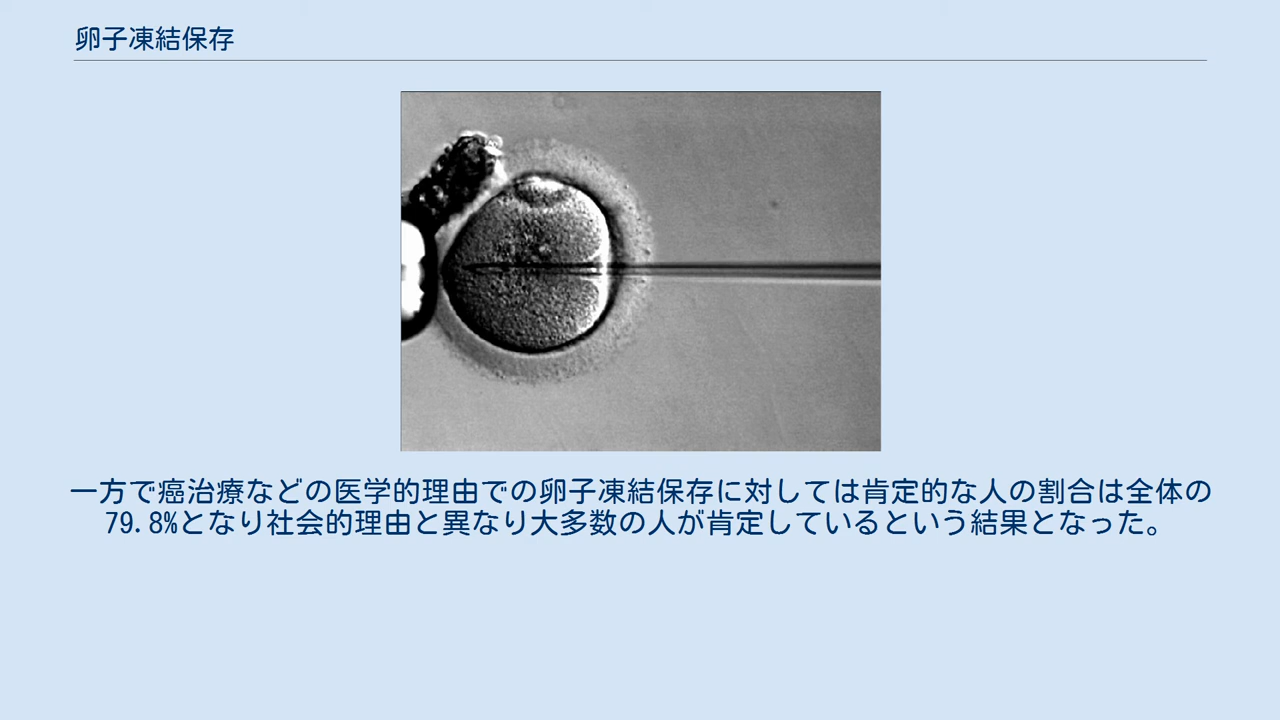 卵子凍結保存
一方で癌治療などの医学的理由での卵子凍結保存に対しては肯定的な人の割合は全体の
79.8%となり社会的理由と異なり大多数の人が肯定しているという結果となった。